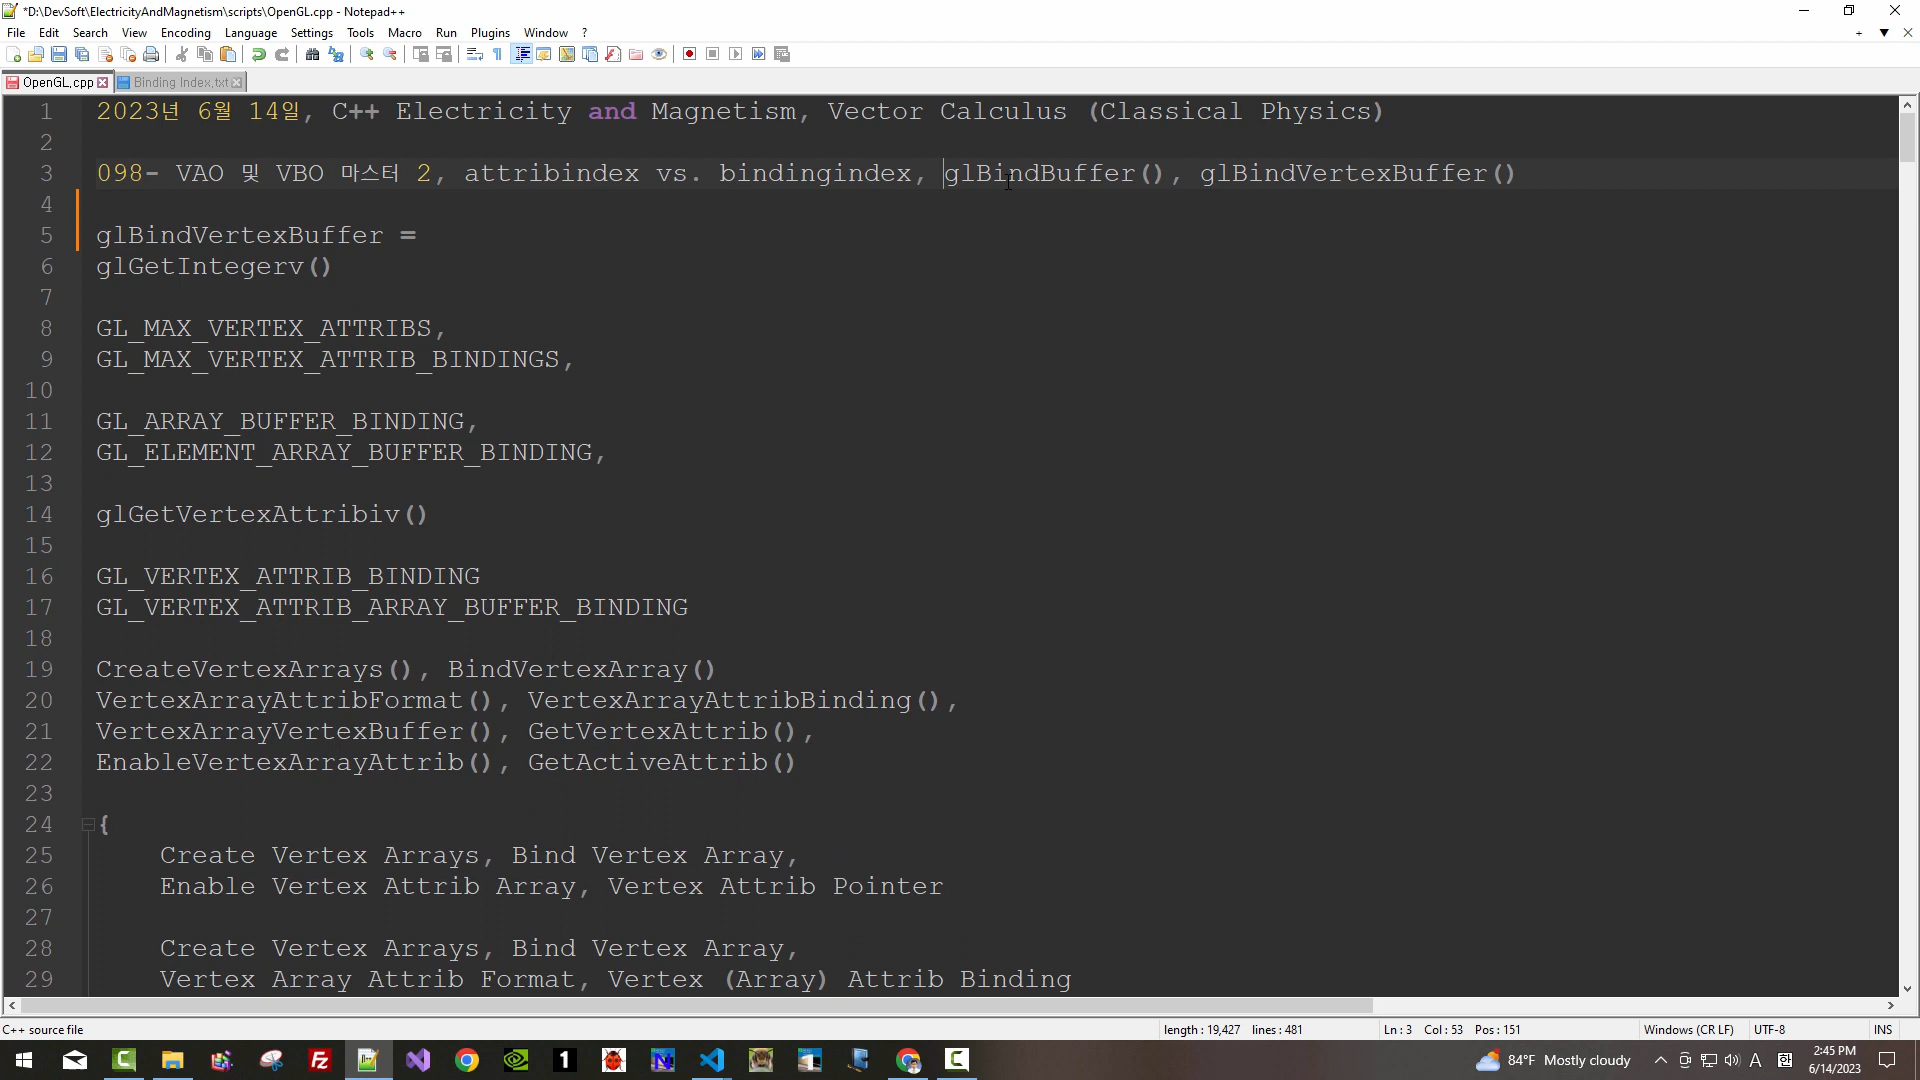 *D:\DevSoft\ElectricityAndMagnetism\scripts\OpenGL.cpp - Notepad++
File Edit Search View Encoding Language Settings Tools Macro Run Plugins Window ?
OpenGL.cpp Binding Index.txt
1 2023년 6월 14일, C++ Electricity and Magnetism, Vector Calculus (Classical Physics)
2
3 098- VAO 및 VBO 마스터 2, attribindex vs. bindingindex, glBindBuffer(), glBindVertexBuffer()
4
5 glBindVertexBuffer =
6 glGetIntegerv()
7
8 GL_MAX_VERTEX_ATTRIBS,
9 GL_MAX_VERTEX_ATTRIB_BINDINGS,
10
11 GL_ARRAY_BUFFER_BINDING,
12 GL_ELEMENT_ARRAY_BUFFER_BINDING,
13
14 glGetVertexAttribiv()
15
16 GL_VERTEX_ATTRIB_BINDING
17 GL_VERTEX_ATTRIB_ARRAY_BUFFER_BINDING
18
19 CreateVertexArrays(), BindVertexArray()
20 VertexArrayAttribFormat(), VertexArrayAttribBinding(),
21 VertexArrayVertexBuffer(), GetVertexAttrib(),
22 EnableVertexArrayAttrib(), GetActiveAttrib()
23
24 {
25 Create Vertex Arrays, Bind Vertex Array,
26 Enable Vertex Attrib Array, Vertex Attrib Pointer
27
28 Create Vertex Arrays, Bind Vertex Array,
29 Vertex Array Attrib Format, Vertex (Array) Attrib Binding
C++ source file length : 19,427 lines : 481 Ln : 3 Col : 53 Pos : 151 Windows (CR LF) UTF-8 INS
84°F Mostly cloudy A 한 2:45 PM
6/14/2023